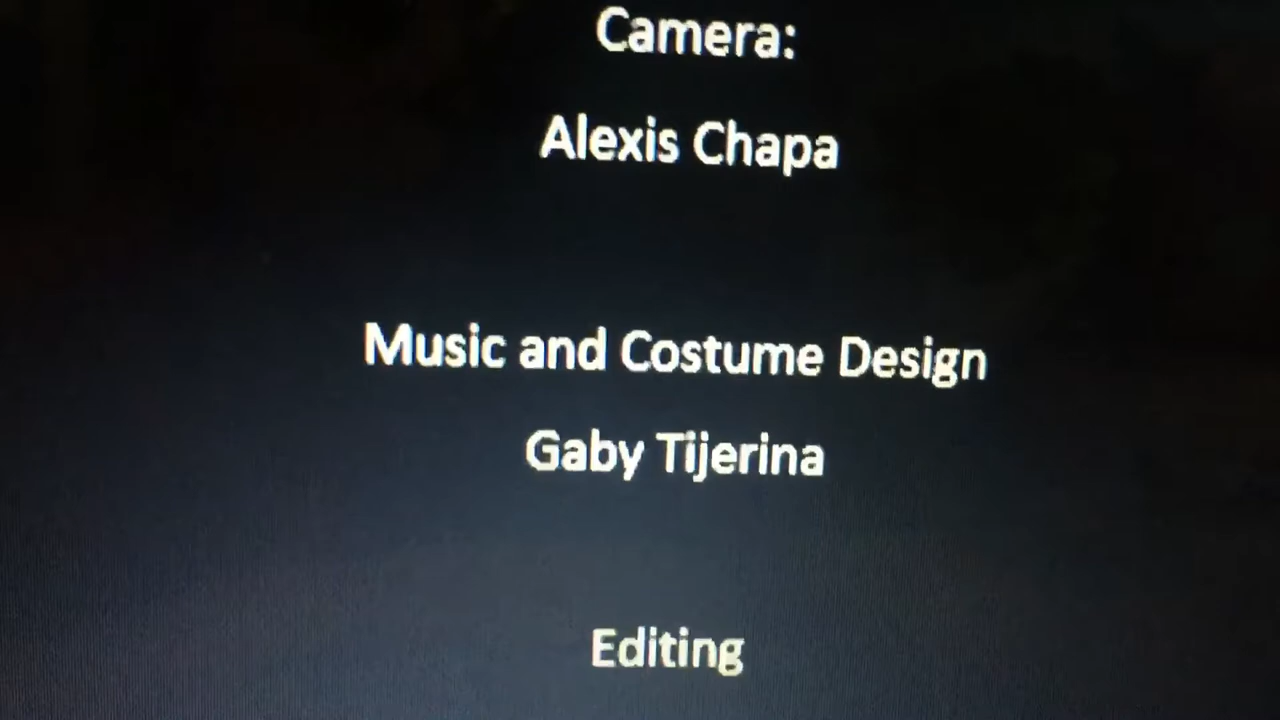 Camera:
Alexis Chapa
Music and Costume Design
Gaby Tijerina
Editing